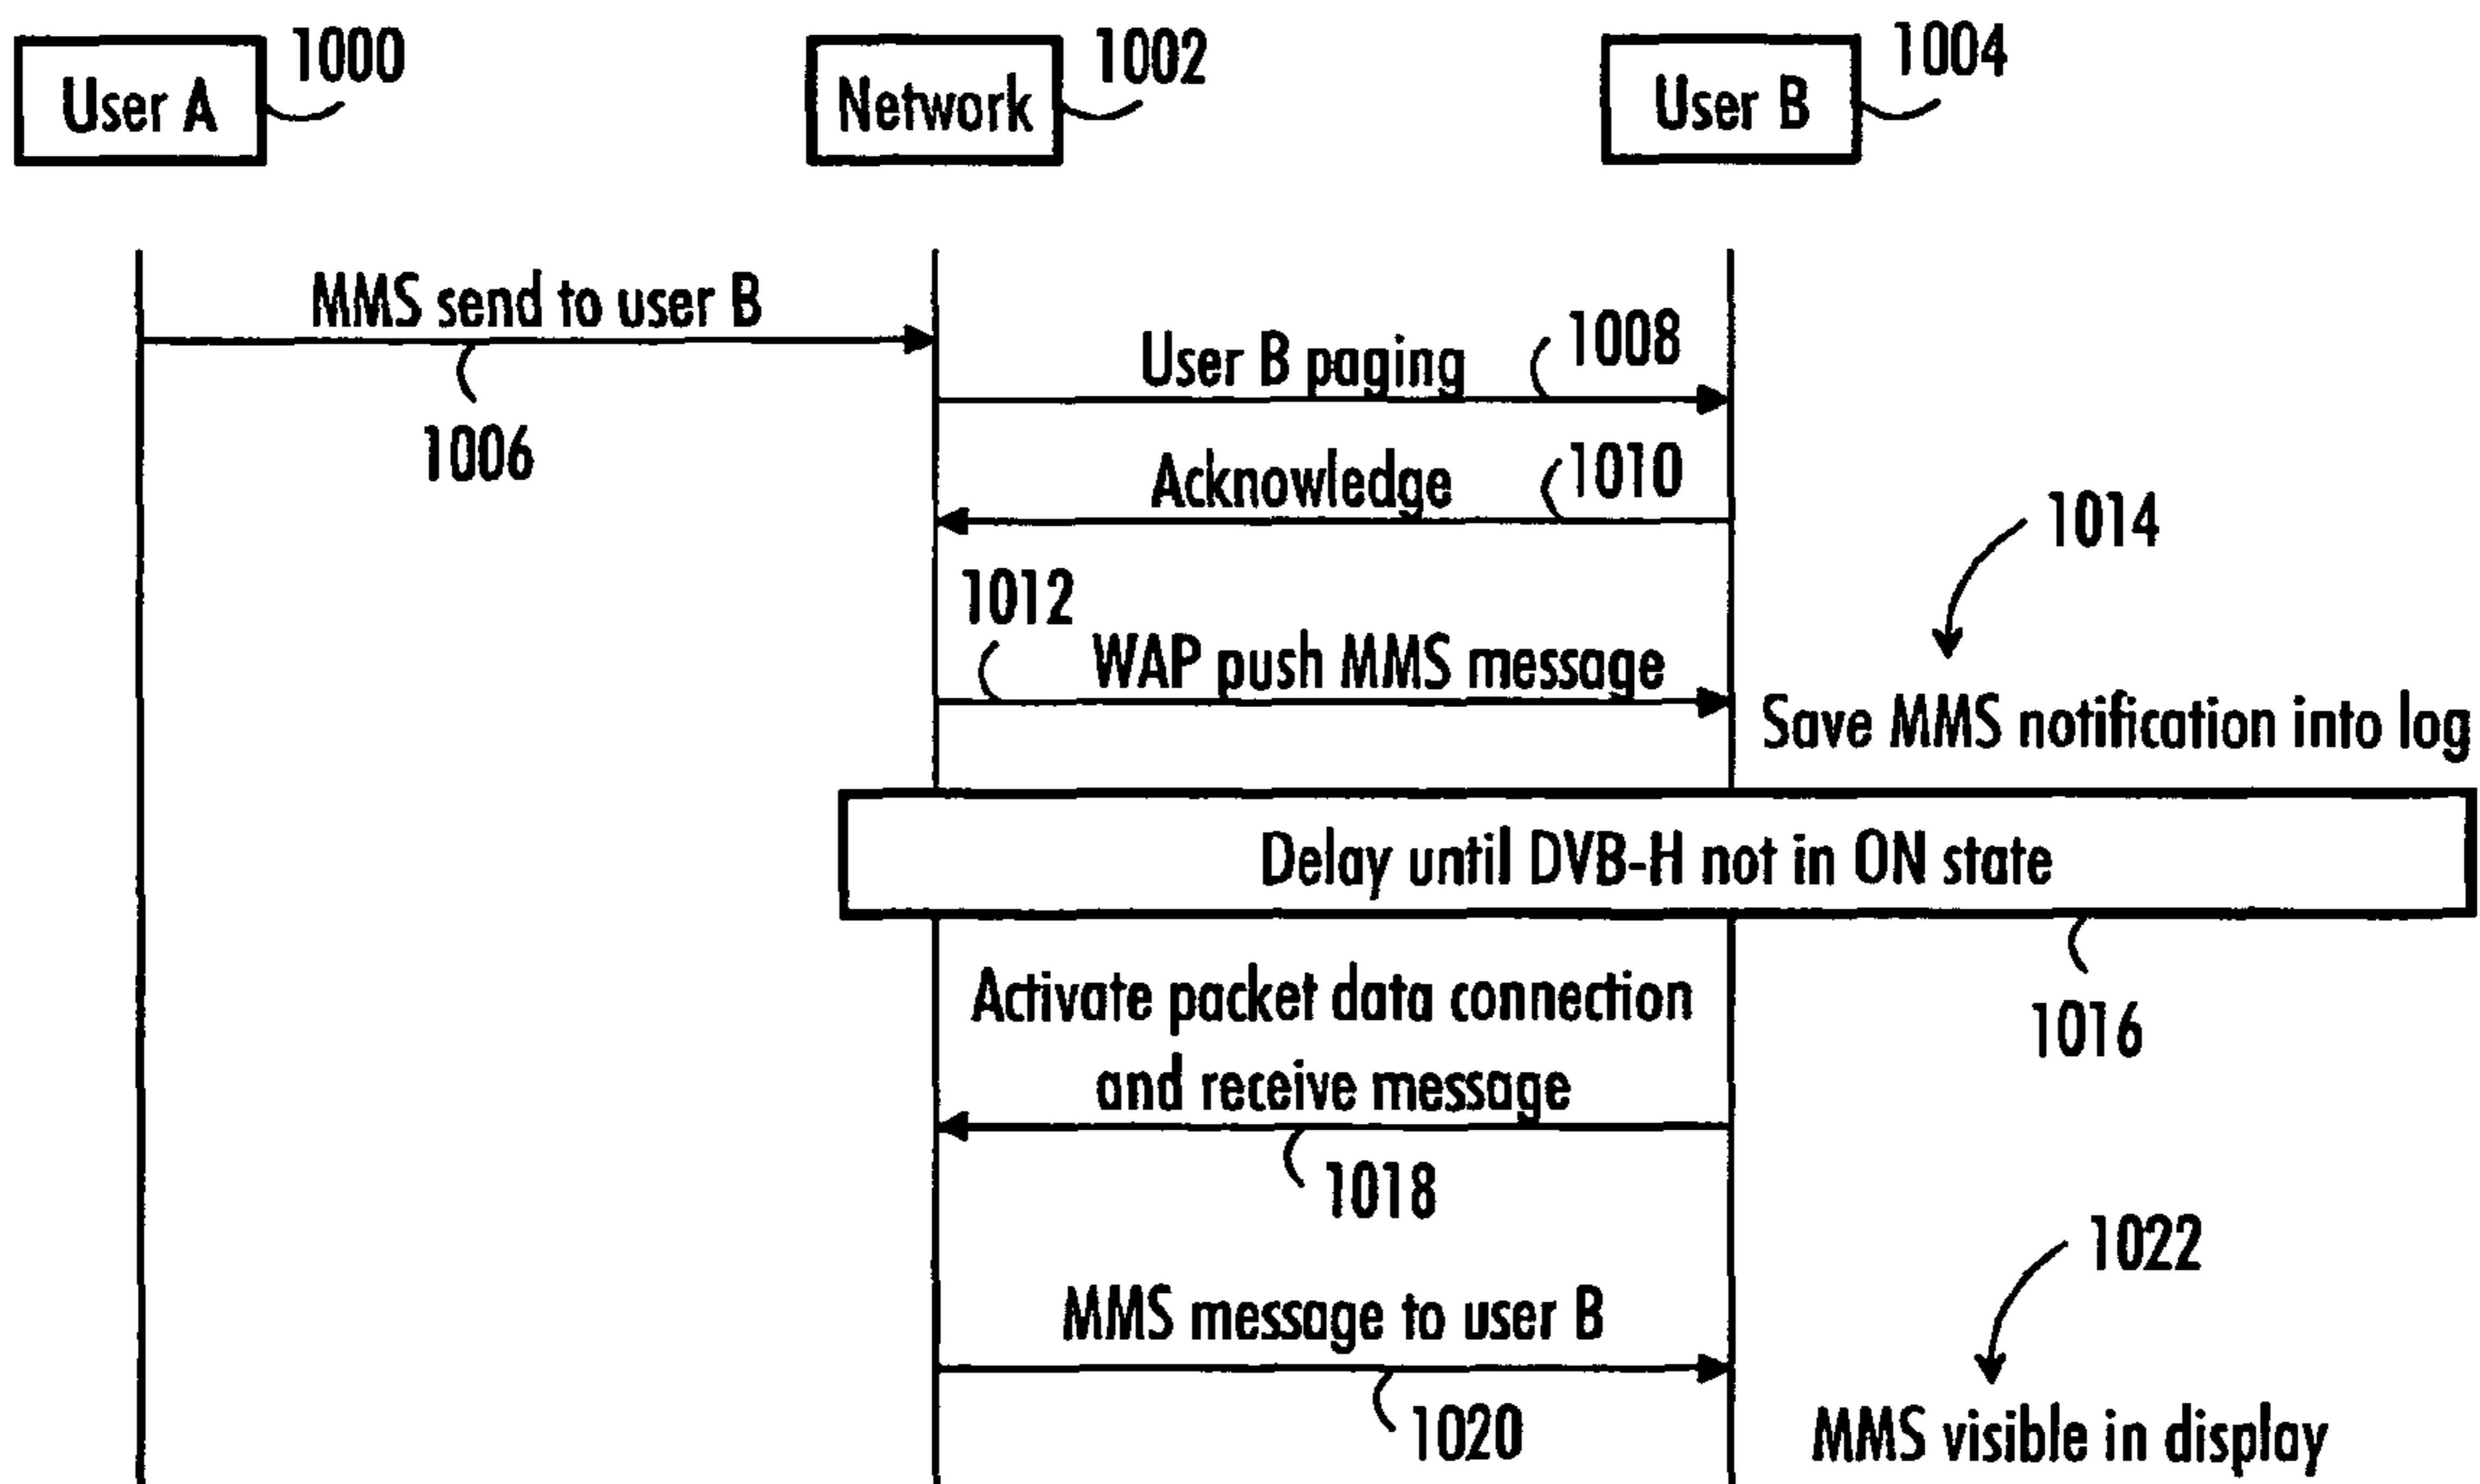 User A
1000
Network
1002
User B
1004
MMS send to user B
1006
User B paging
1008
Acknowledge
1010
1012
WAP push MMS message
1014
Save MMS notification into log
Delay until DVB-H not in ON state
1016
Activate packet data connection
and receive message
1018
MMS message to user B
1020
1022
MMS visible in display